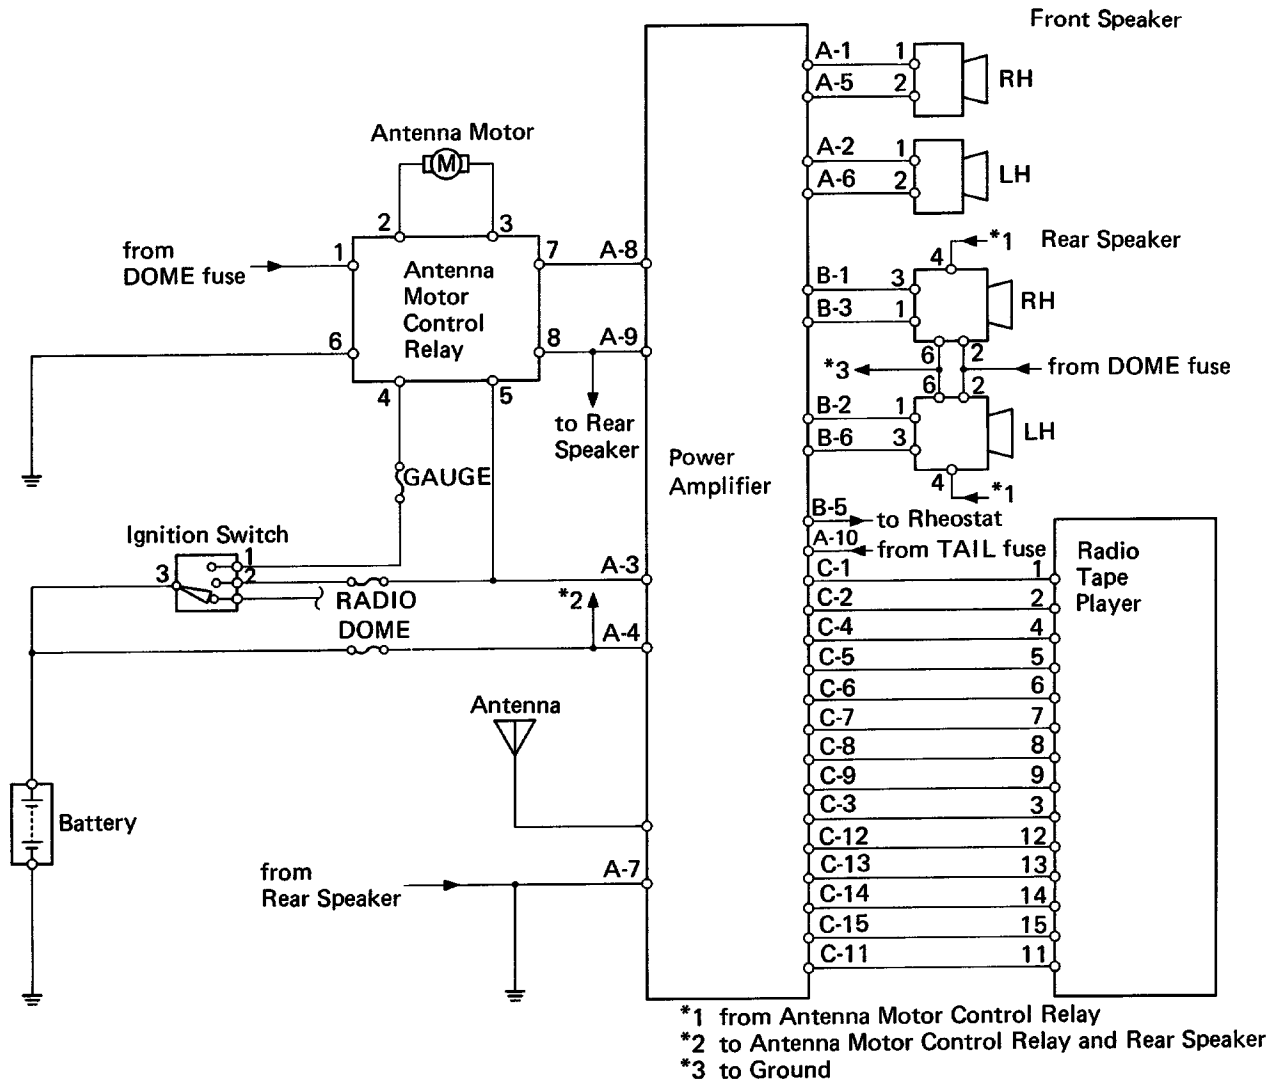 Front Speaker
A-1 1
A-5 2
RH
Antenna Motor
M
A-2 1
A-6 2
LH
2 3
from
DOME fuse
1
Antenna
Motor
Control
Relay
7 A-8
6
8 A-9
4 5
to Rear
Speaker
*1
Rear Speaker
4
B-1 3
B-3 1
RH
6 2
*3
from DOME fuse
6 2
B-2 1
B-6 3
LH
4
*1
Power
Amplifier
GAUGE
B-5
to Rheostat
A-10
from TAIL fuse
Ignition Switch
1
3 2
RADIO
A-3
*2
DOME
A-4
Radio
Tape
Player
C-1 1
C-2 2
C-4 4
C-5 5
C-6 6
C-7 7
C-8 8
C-9 9
C-3 3
C-12 12
C-13 13
C-14 14
C-15 15
C-11 11
Antenna
Battery
from
Rear Speaker
A-7
*1 from Antenna Motor Control Relay
*2 to Antenna Motor Control Relay and Rear Speaker
*3 to Ground